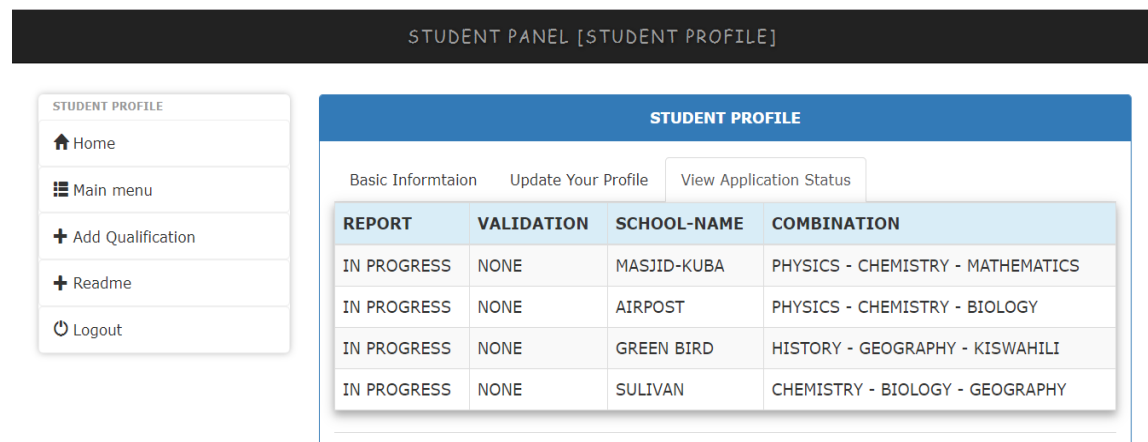 STUDENT PANEL [STUDENT PROFILE]
STUDENT PROFILE
Home
Main menu
Add Qualification
Readme
Logout
STUDENT PROFILE
Basic Informtaion Update Your Profile View Application Status
REPORT VALIDATION SCHOOL-NAME COMBINATION
IN PROGRESS NONE MASJID-KUBA PHYSICS - CHEMISTRY - MATHEMATICS
IN PROGRESS NONE AIRPOST PHYSICS - CHEMISTRY - BIOLOGY
IN PROGRESS NONE GREEN BIRD HISTORY - GEOGRAPHY - KISWAHILI
IN PROGRESS NONE SULIVAN CHEMISTRY - BIOLOGY - GEOGRAPHY